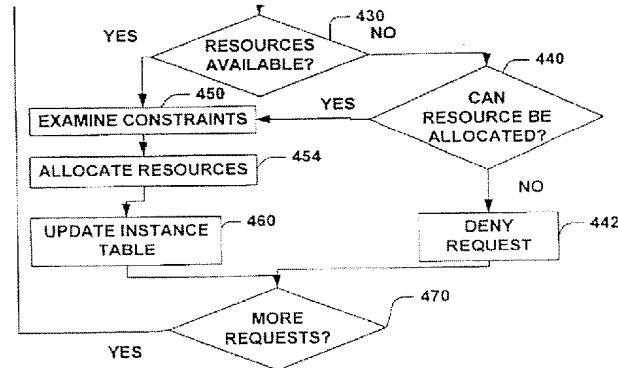 430
YES
NO
RESOURCES
AVAILABLE?
440
450
YES
CAN
RESOURCE BE
ALLOCATED?
EXAMINE CONSTRAINTS
ALLOCATE RESOURCES
454
NO
UPDATE INSTANCE
TABLE
460
DENY
REQUEST
442
470
MORE
REQUESTS?
YES